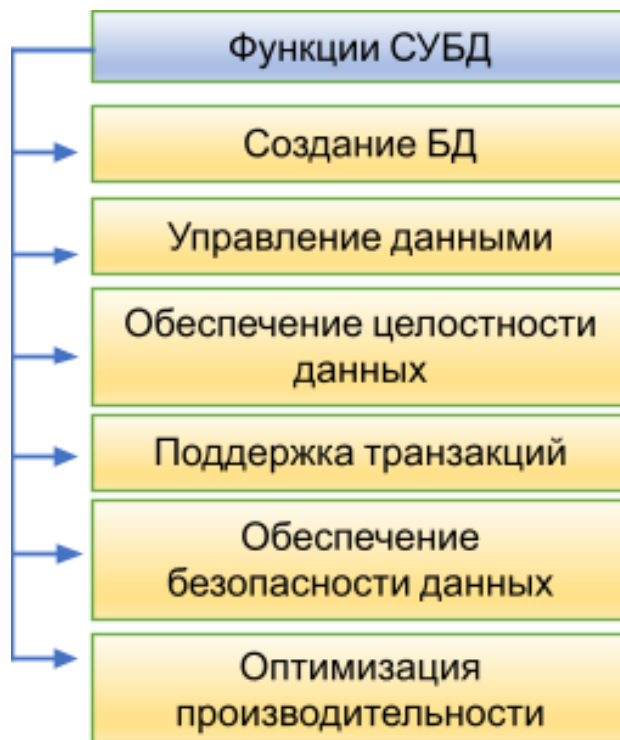 Функции СУБД
Создание БД
Управление данными
Обеспечение целостности
данных
Поддержка транзакций
Обеспечение
безопасности данных
Оптимизация
производительности